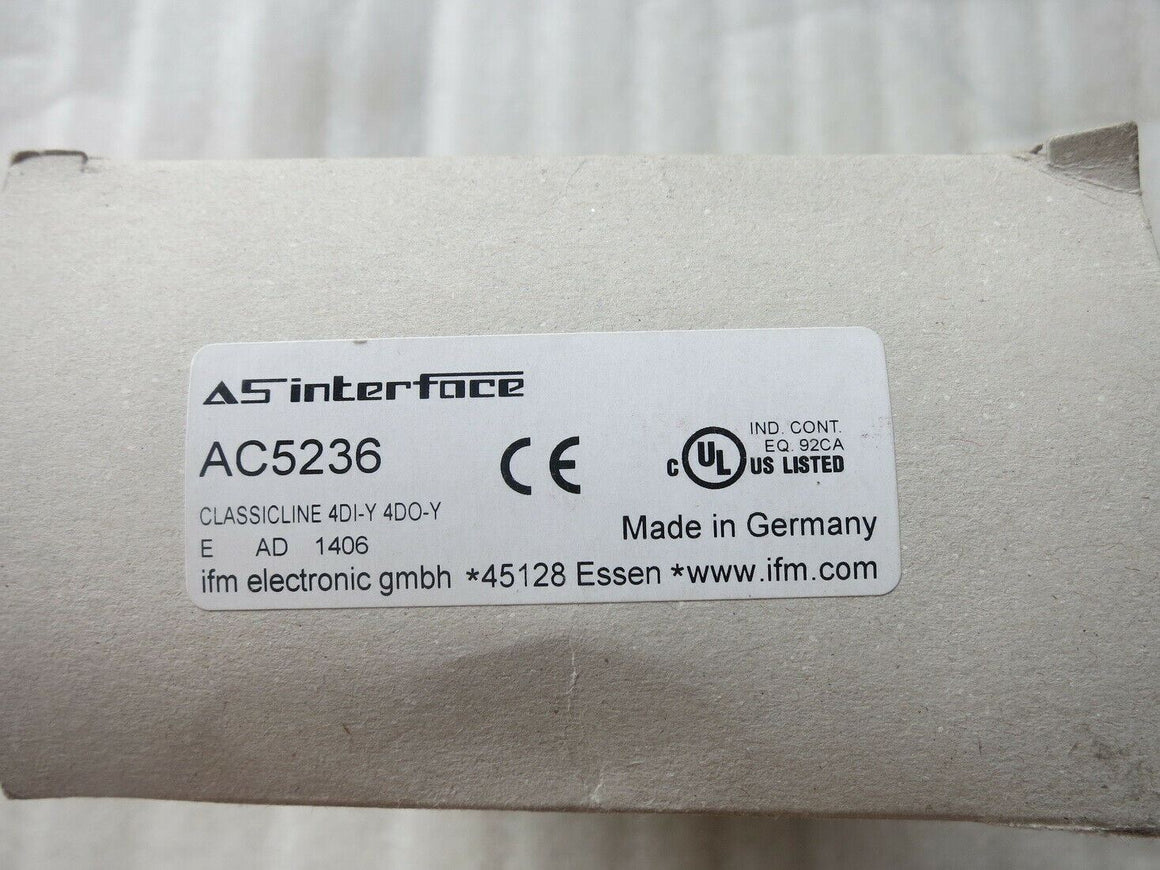 AS interface
AC5236
CE
IND. CONT.
EQ. 92CA
C UL US LISTED
CLASSICLINE 4DI-Y 4DO-Y
Made in Germany
E AD 1406
ifm electronic gmbh *45128 Essen *www.ifm.com